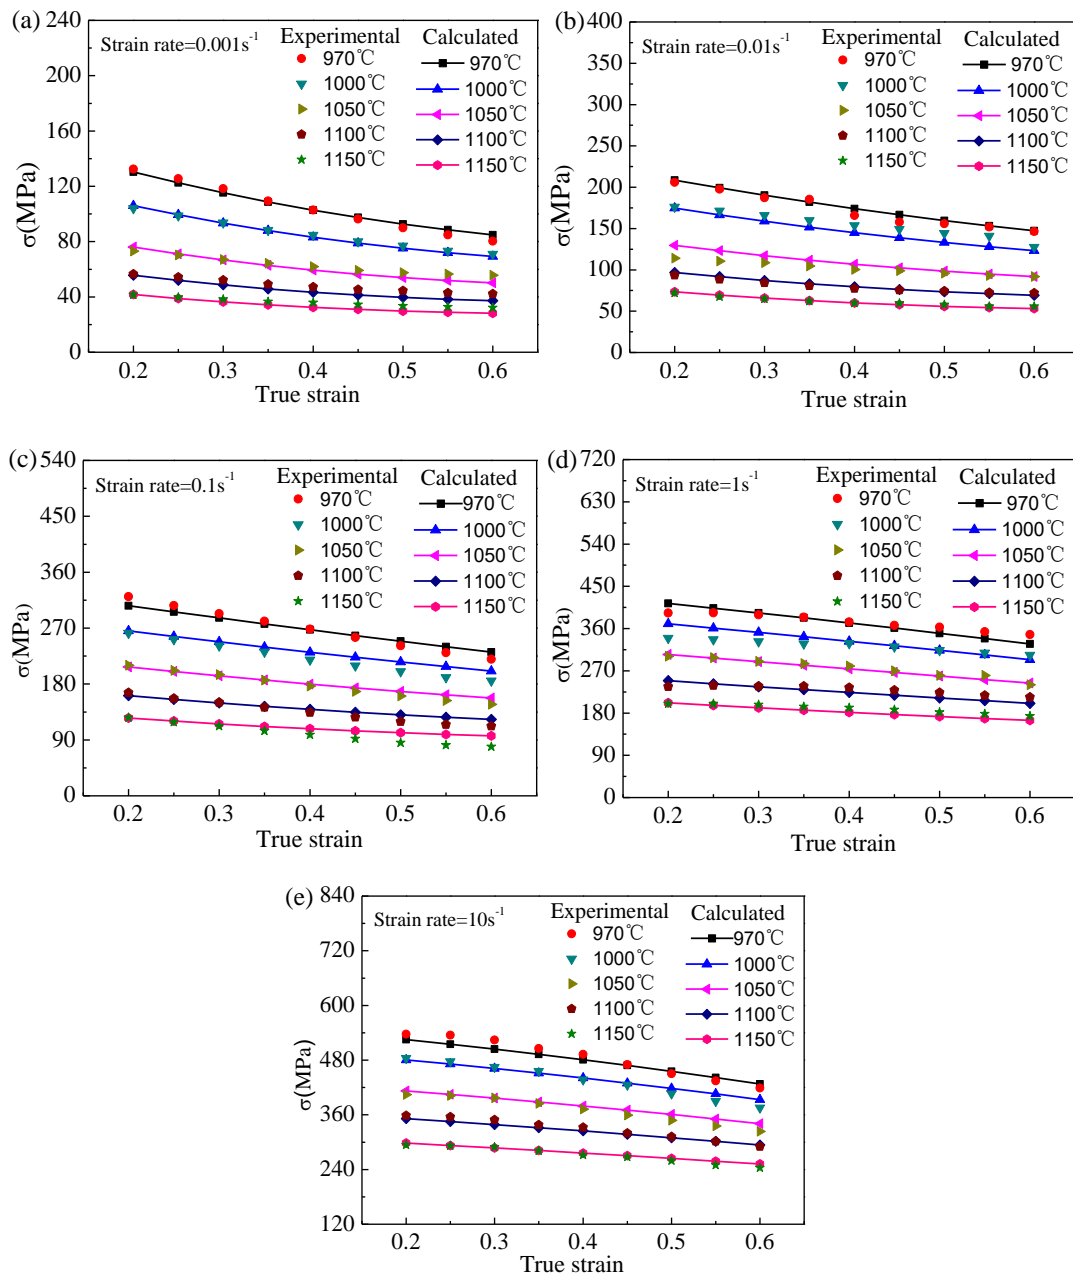 (a)
Strain rate=0.001s⁻¹
Experimental Calculated
970℃ 970℃
1000℃ 1000℃
1050℃ 1050℃
1100℃ 1100℃
1150℃ 1150℃
240
200
160
120
80
40
0
σ(MPa)
0.2 0.3 0.4 0.5 0.6
True strain
(b)
Strain rate=0.01s⁻¹
Experimental Calculated
970℃ 970℃
1000℃ 1000℃
1050℃ 1050℃
1100℃ 1100℃
1150℃ 1150℃
400
350
300
250
200
150
100
50
0
σ(MPa)
0.2 0.3 0.4 0.5 0.6
True strain
(c)
Strain rate=0.1s⁻¹
Experimental Calculated
970℃ 970℃
1000℃ 1000℃
1050℃ 1050℃
1100℃ 1100℃
1150℃ 1150℃
540
450
360
270
180
90
0
σ(MPa)
0.2 0.3 0.4 0.5 0.6
True strain
(d)
Strain rate=1s⁻¹
Experimental Calculated
970℃ 970℃
1000℃ 1000℃
1050℃ 1050℃
1100℃ 1100℃
1150℃ 1150℃
720
630
540
450
360
270
180
90
0
σ(MPa)
0.2 0.3 0.4 0.5 0.6
True strain
(e)
Strain rate=10s⁻¹
Experimental Calculated
970℃ 970℃
1000℃ 1000℃
1050℃ 1050℃
1100℃ 1100℃
1150℃ 1150℃
840
720
600
480
360
240
120
σ(MPa)
0.2 0.3 0.4 0.5 0.6
True strain